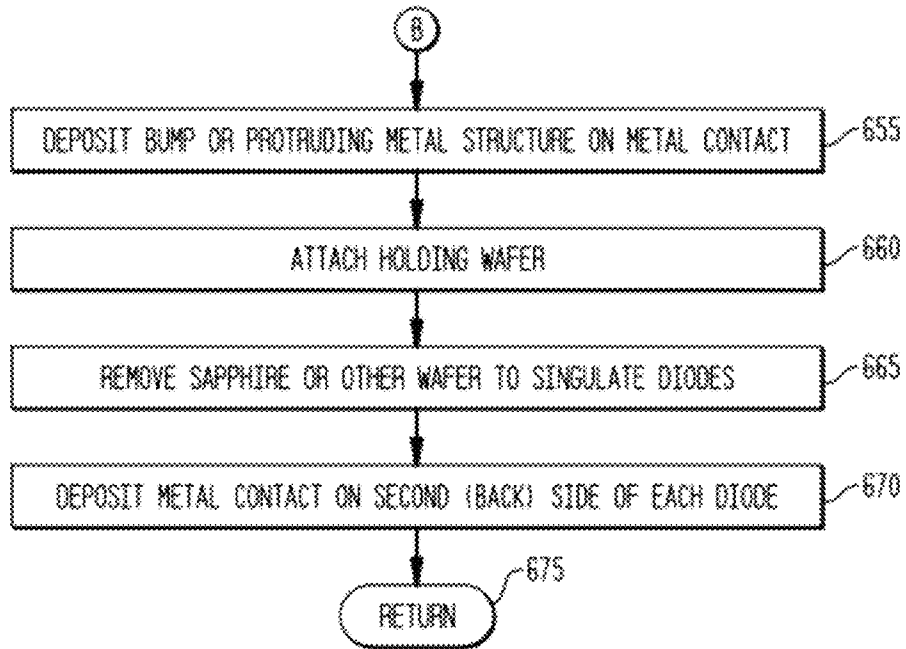 B
DEPOSIT BUMP OR PROTRUDING METAL STRUCTURE ON METAL CONTACT
655
ATTACH HOLDING WAFER
660
REMOVE SAPPHIRE OR OTHER WAFER TO SINGULATE DIODES
665
DEPOSIT METAL CONTACT ON SECOND (BACK) SIDE OF EACH DIODE
670
675
RETURN